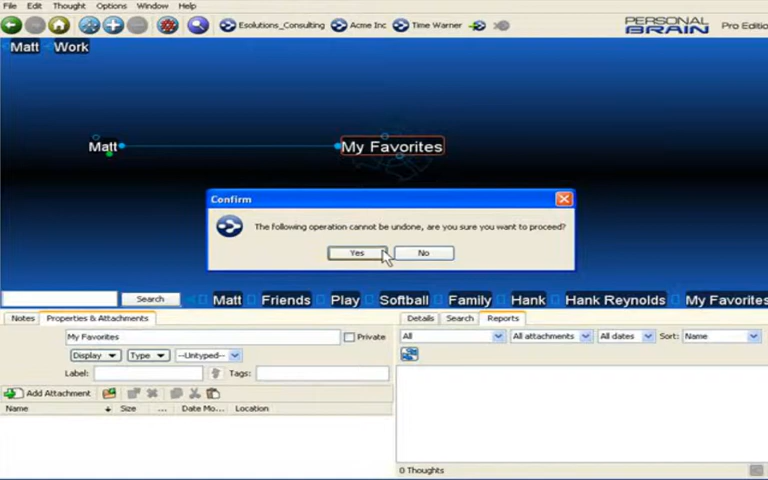 File Edit Thought Options Window Help
Esolutions_Consulting Acme Inc Time Warner PERSONAL BRAIN Pro Editio
Matt Work
Matt My Favorites
Confirm
The following operation cannot be undone, are you sure you want to proceed?
Yes No
Search Matt Friends Play Softball Family Hank Hank Reynolds My Favorites
Notes Properties & Attachments Details Search Reports
My Favorites Private All All attachments All dates Sort: Name
Display Type --Untyped--
Label: Tags:
Add Attachment
Name Size ... Date Mo... Location
0 Thoughts